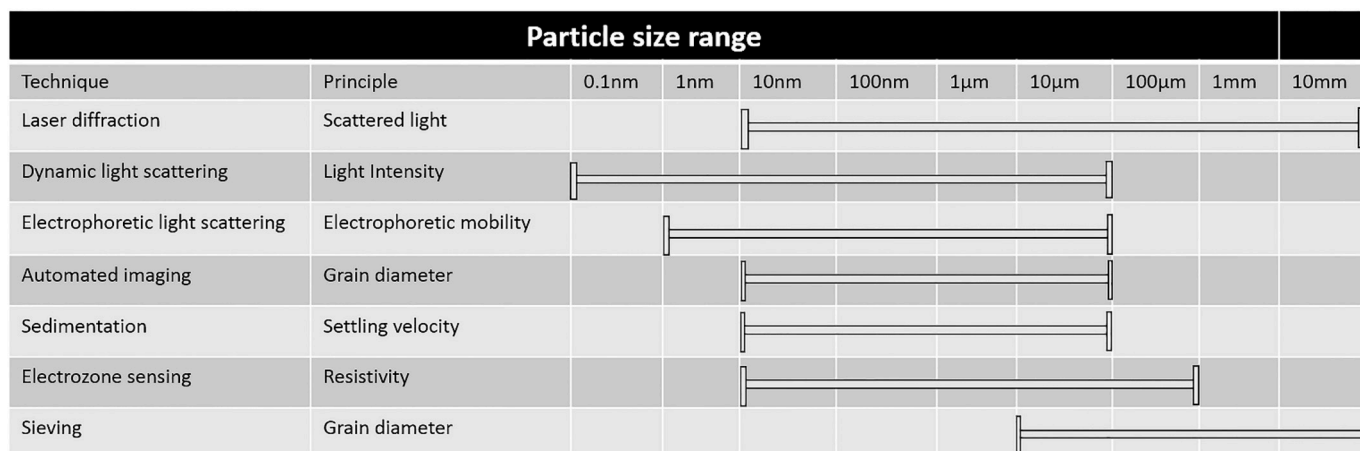 Particle size range
Technique Principle 0.1nm 1nm 10nm 100nm 1µm 10µm 100µm 1mm 10mm
Laser diffraction Scattered light
Dynamic light scattering Light Intensity
Electrophoretic light scattering Electrophoretic mobility
Automated imaging Grain diameter
Sedimentation Settling velocity
Electrozone sensing Resistivity
Sieving Grain diameter